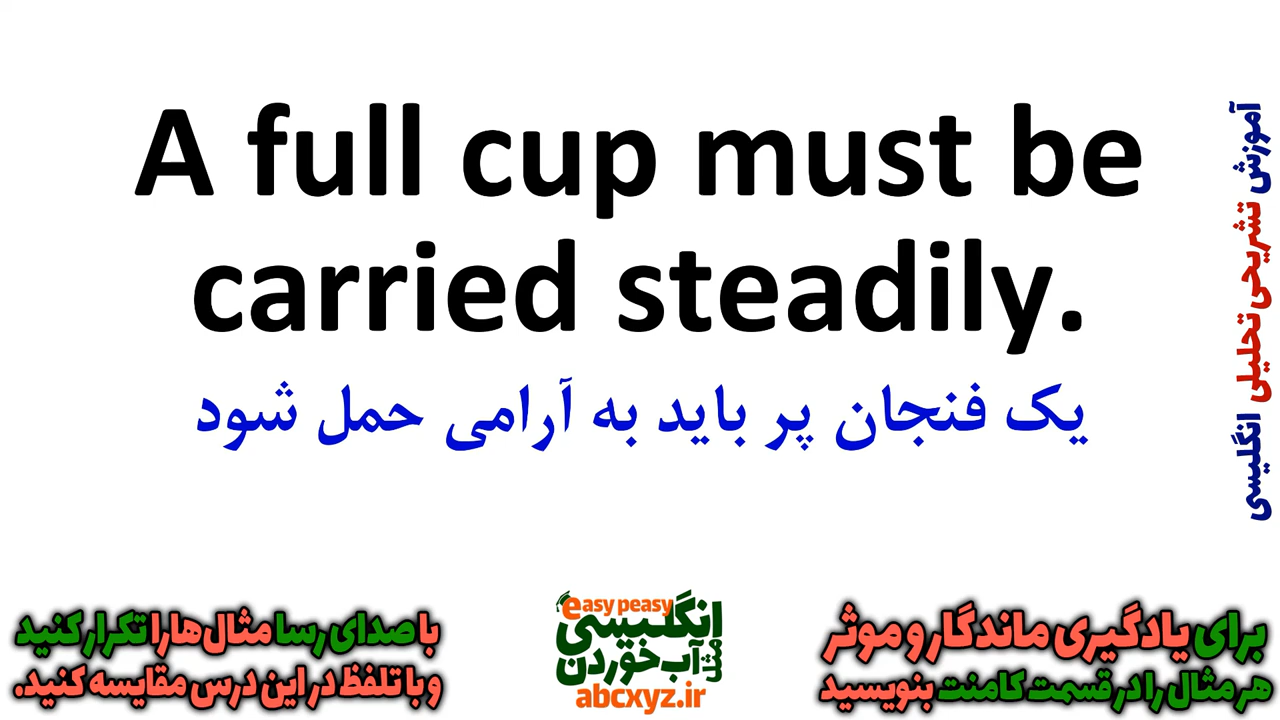 A full cup must be
carried steadily.
یک فنجان پر باید به آرامی حمل شود
آموزش تشریحی تحلیلی انگلیسی
برای یادگیری ماندگار و موثر
هر مثال را در قسمت کامنت بنویسید
easy peasy
انگلیسی
مثل آب خوردن
abcxyz.ir
با صدای رسا مثال‌ها را تکرار کنید
و با تلفظ در این درس مقایسه کنید.